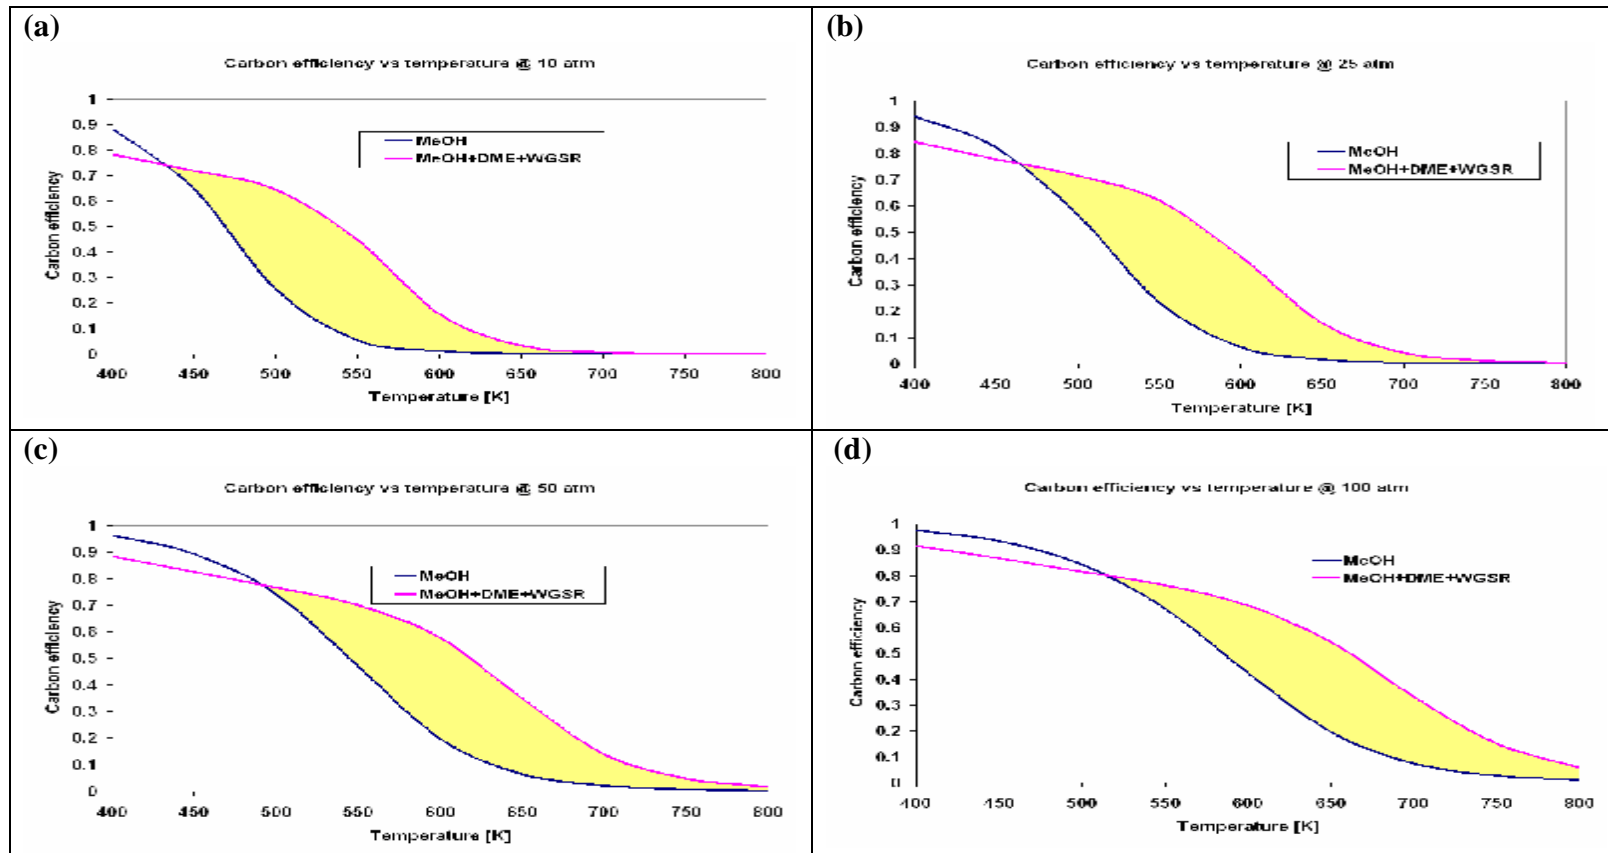 (a)
Carbon efficiency vs temperature @ 10 atm
1
0.9
0.8
0.7
0.6
0.5
0.4
0.3
0.2
0.1
0
Carbon efficiency
MeOH
MeOH+DME+WGSR
400 450 500 550 600 650 700 750 800
Temperature [K]
(b)
Carbon efficiency vs temperature @ 25 atm
1
0.9
0.8
0.7
0.6
0.5
0.4
0.3
0.2
0.1
0
Carbon efficiency
MeOH
MeOH+DME+WGSR
400 450 500 550 600 650 700 750 800
Temperature [K]
(c)
Carbon efficiency vs temperature @ 50 atm
1
0.9
0.8
0.7
0.6
0.5
0.4
0.3
0.2
0.1
0
Carbon efficiency
MeOH
MeOH+DME+WGSR
400 450 500 550 600 650 700 750 800
Temperature [K]
(d)
Carbon efficiency vs temperature @ 100 atm
1
0.9
0.8
0.7
0.6
0.5
0.4
0.3
0.2
0.1
0
Carbon efficiency
MeOH
MeOH+DME+WGSR
400 450 500 550 600 650 700 750 800
Temperature [K]